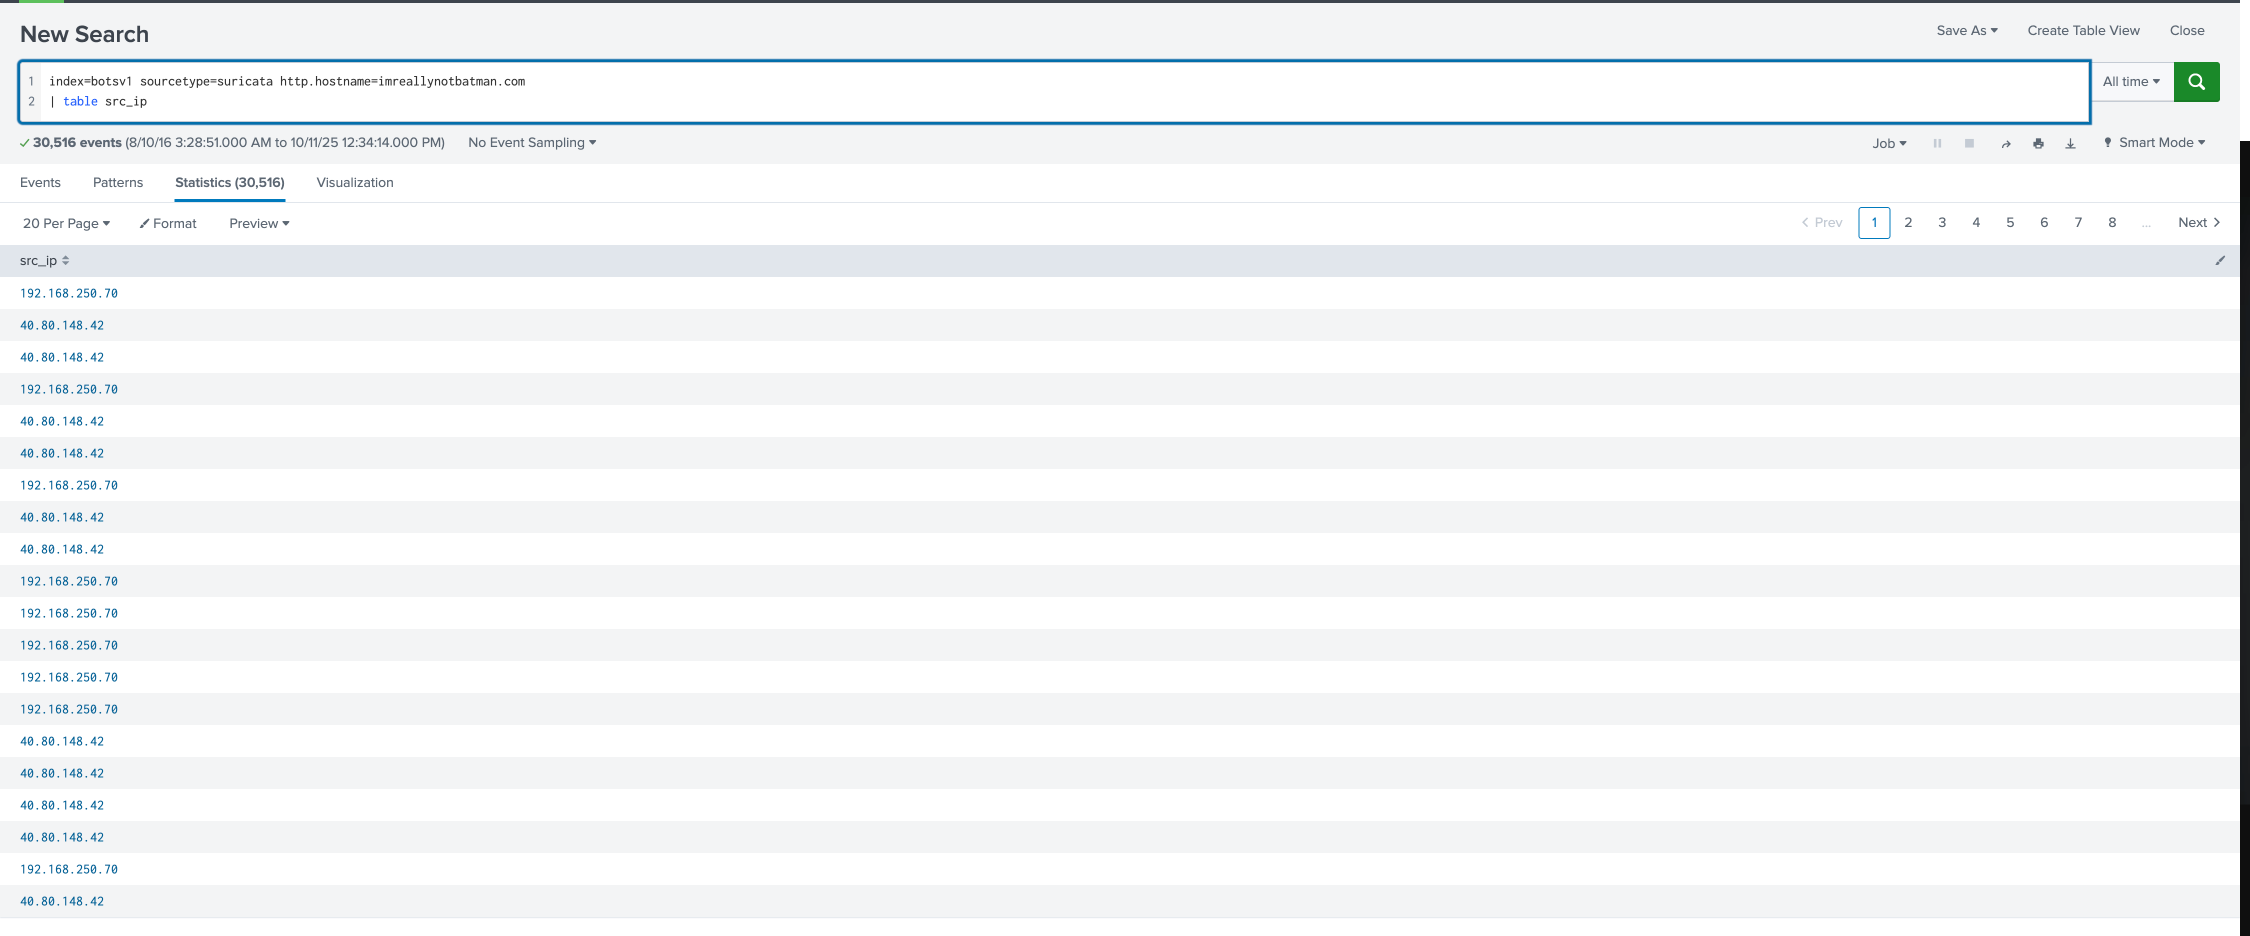 New Search
Save As Create Table View Close
1 index=botsv1 sourcetype=suricata http.hostname=imreallynotbatman.com
2 | table src_ip
All time
30,516 events (8/10/16 3:28:51.000 AM to 10/11/25 12:34:14.000 PM) No Event Sampling
Job Smart Mode
Events Patterns Statistics (30,516) Visualization
20 Per Page Format Preview
< Prev 1 2 3 4 5 6 7 8 ... Next >
src_ip
192.168.250.70
40.80.148.42
40.80.148.42
192.168.250.70
40.80.148.42
40.80.148.42
192.168.250.70
40.80.148.42
40.80.148.42
192.168.250.70
192.168.250.70
192.168.250.70
192.168.250.70
192.168.250.70
40.80.148.42
40.80.148.42
40.80.148.42
40.80.148.42
192.168.250.70
40.80.148.42